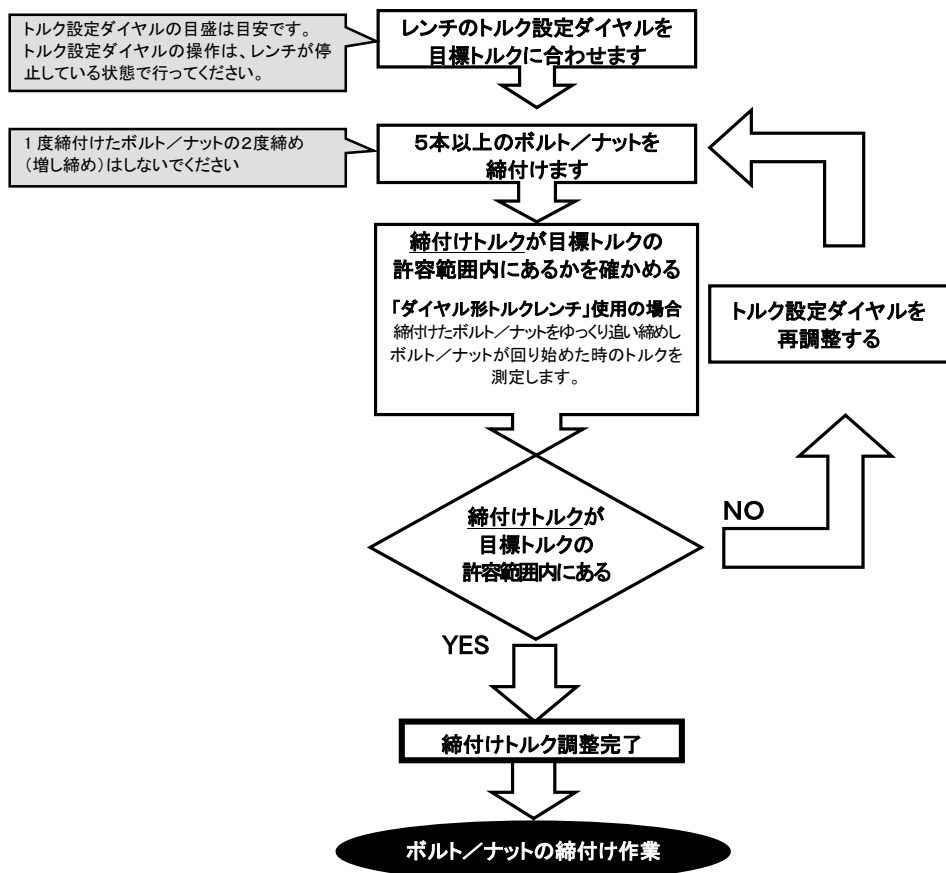 トルク設定ダイヤルの目盛は目安です。
トルク設定ダイヤルの操作は、レンチが停
止している状態で行ってください。
レンチのトルク設定ダイヤルを
目標トルクに合わせます
1度締付けたボルト／ナットの2度締め
（増し締め）はしないでください
5本以上のボルト／ナットを
締付けます
締付けトルクが目標トルクの
許容範囲内にあるかを確かめる
「ダイヤル形トルクレンチ」使用の場合
締付けたボルト／ナットをゆっくり追い締めし
ボルト／ナットが回り始めた時のトルクを
測定します。
トルク設定ダイヤルを
再調整する
締付けトルクが
目標トルクの
許容範囲内にある
NO
YES
締付けトルク調整完了
ボルト／ナットの締付け作業